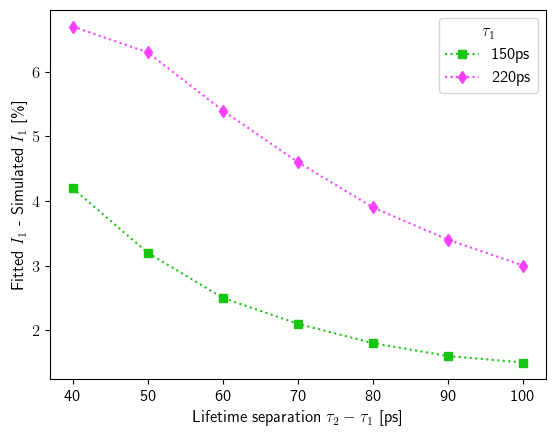 τ₁
150ps
220ps
Fitted I₁ - Simulated I₁ [%]
6
5
4
3
2
40 50 60 70 80 90 100
Lifetime separation τ₂ − τ₁ [ps]